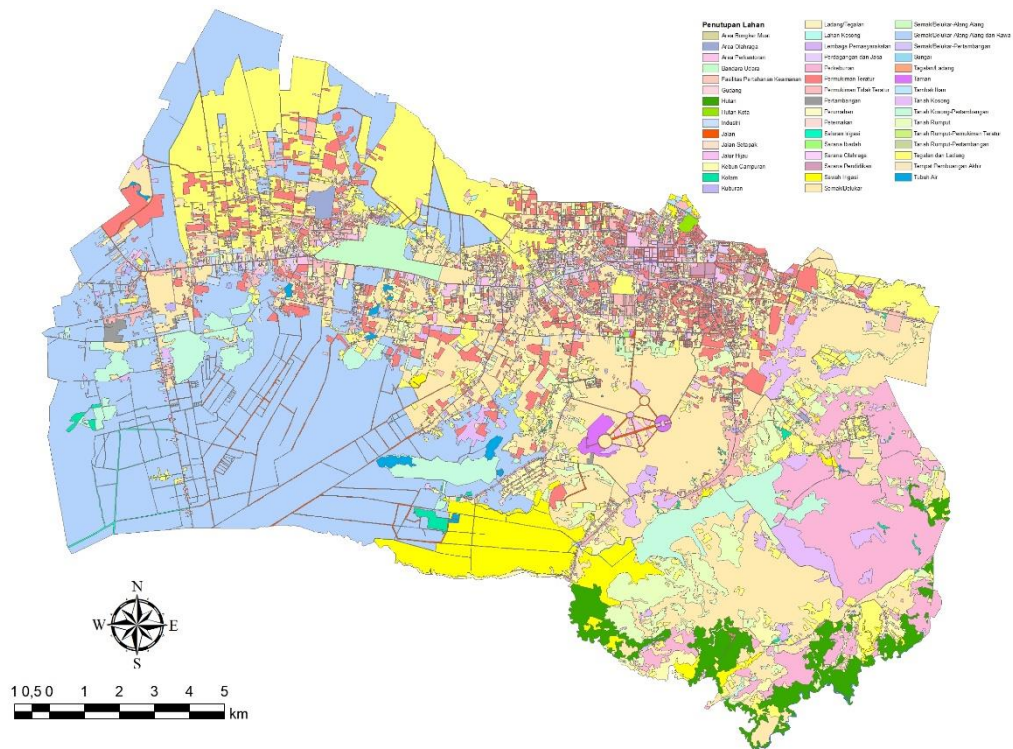 Penutupan Lahan
Area Bongkar Muat
Area Olahraga
Area Perkantoran
Bandara Udara
Fasilitas Pertahanan Keamanan
Gudang
Hutan
Hutan Kota
Industri
Jalan
Jalan Setapak
Jalur Hijau
Kebun Campuran
Kolam
Kuburan
Ladang/Tegalan
Lahan Kosong
Lembaga Pemasyarakatan
Perdagangan dan Jasa
Perkebunan
Permukiman Teratur
Permukiman Tidak Teratur
Pertambangan
Perumahan
Peternakan
Saluran Irigasi
Sarana Ibadah
Sarana Olahraga
Sarana Pendidikan
Sawah Irigasi
Semak/Belukar
Semak/Belukar-Alang Alang
Semak/Belukar Alang Alang dan Rawa
Semak/Belukar-Pertambangan
Sungai
Tegalan/Ladang
Taman
Tambak Ikan
Tanah Kosong
Tanah Kosong-Pertambangan
Tanah Rumput
Tanah Rumput-Pemukiman Teratur
Tanah Rumput-Pertambangan
Tegalan dan Ladang
Tempat Pembuangan Akhir
Tubuh Air
N
W E
S
1 0,5 0 1 2 3 4 5
km